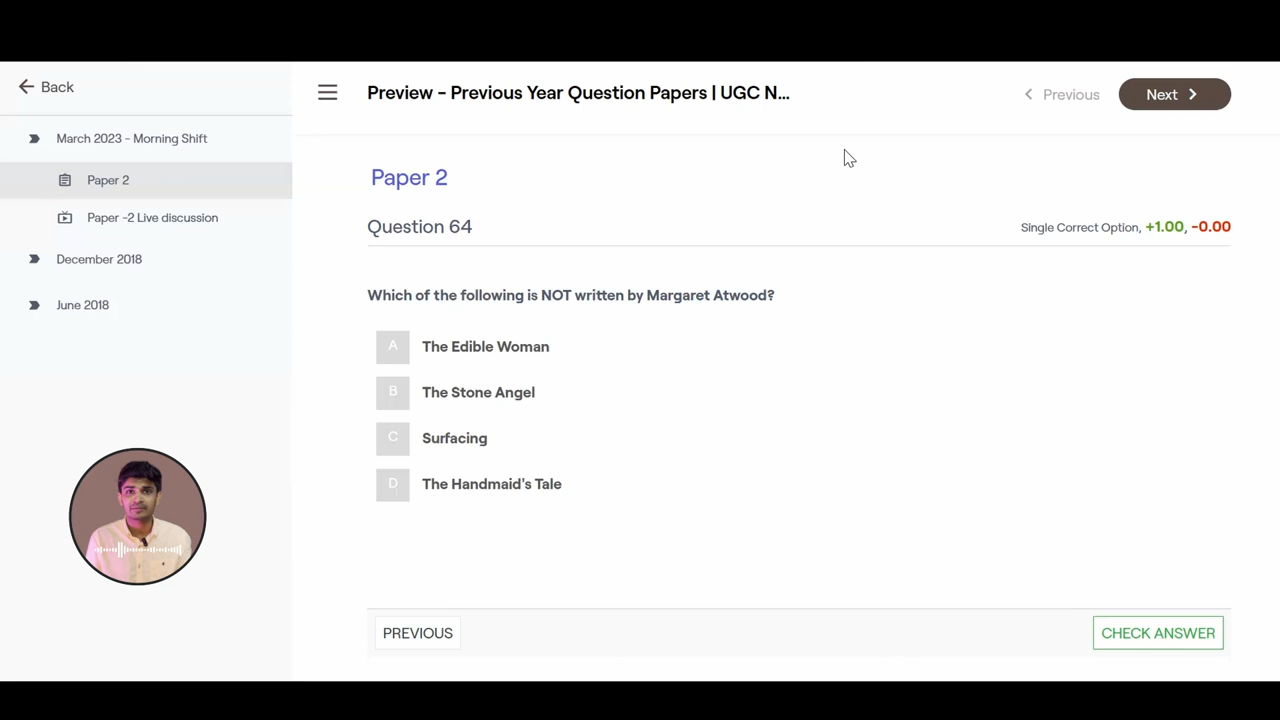 Back
Preview - Previous Year Question Papers | UGC N...
Previous
Next
March 2023 - Morning Shift
Paper 2
Paper -2 Live discussion
December 2018
June 2018
Paper 2
Question 64
Single Correct Option, +1.00, -0.00
Which of the following is NOT written by Margaret Atwood?
A The Edible Woman
B The Stone Angel
C Surfacing
D The Handmaid's Tale
PREVIOUS
CHECK ANSWER